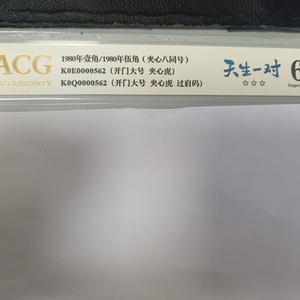 ACG
1980年壹角/1980年伍角（夹心八同号）
K0E0000562（开门大号 夹心虎）
K0Q0000562（开门大号 夹心虎 过肩码）
天生一对
☆☆☆
6